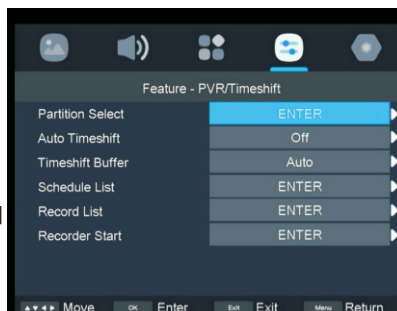 Feature - PVR/Timeshift
Partition Select ENTER
Auto Timeshift Off
Timeshift Buffer Auto
Schedule List ENTER
Record List ENTER
Recorder Start ENTER
Move OK Enter Exit Exit Menu Return